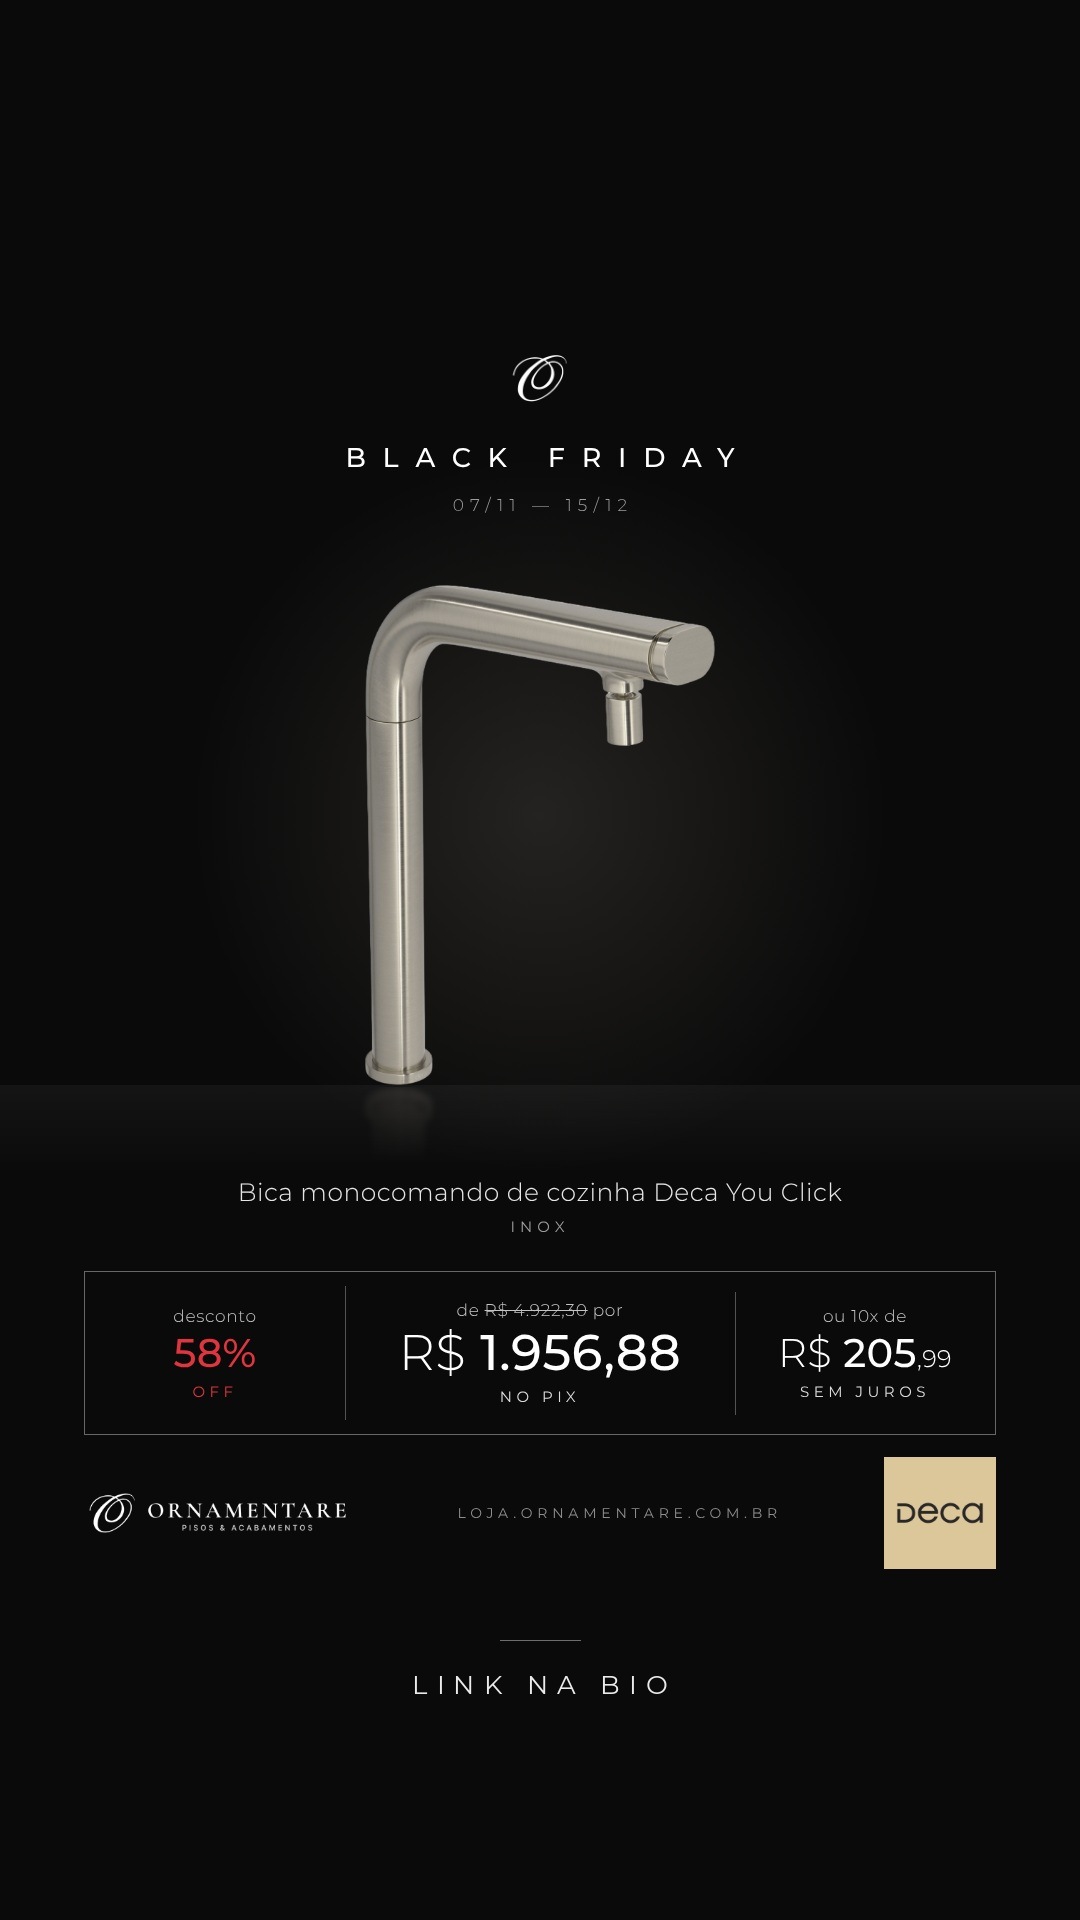 O
BLACK FRIDAY
07/11 — 15/12
Bica monocomando de cozinha Deca You Click
INOX
desconto
58%
OFF
de R$ 4.922,30 por
R$ 1.956,88
NO PIX
ou 10x de
R$ 205,99
SEM JUROS
O ORNAMENTARE
PISOS & ACABAMENTOS
LOJA.ORNAMENTARE.COM.BR
Deca
LINK NA BIO